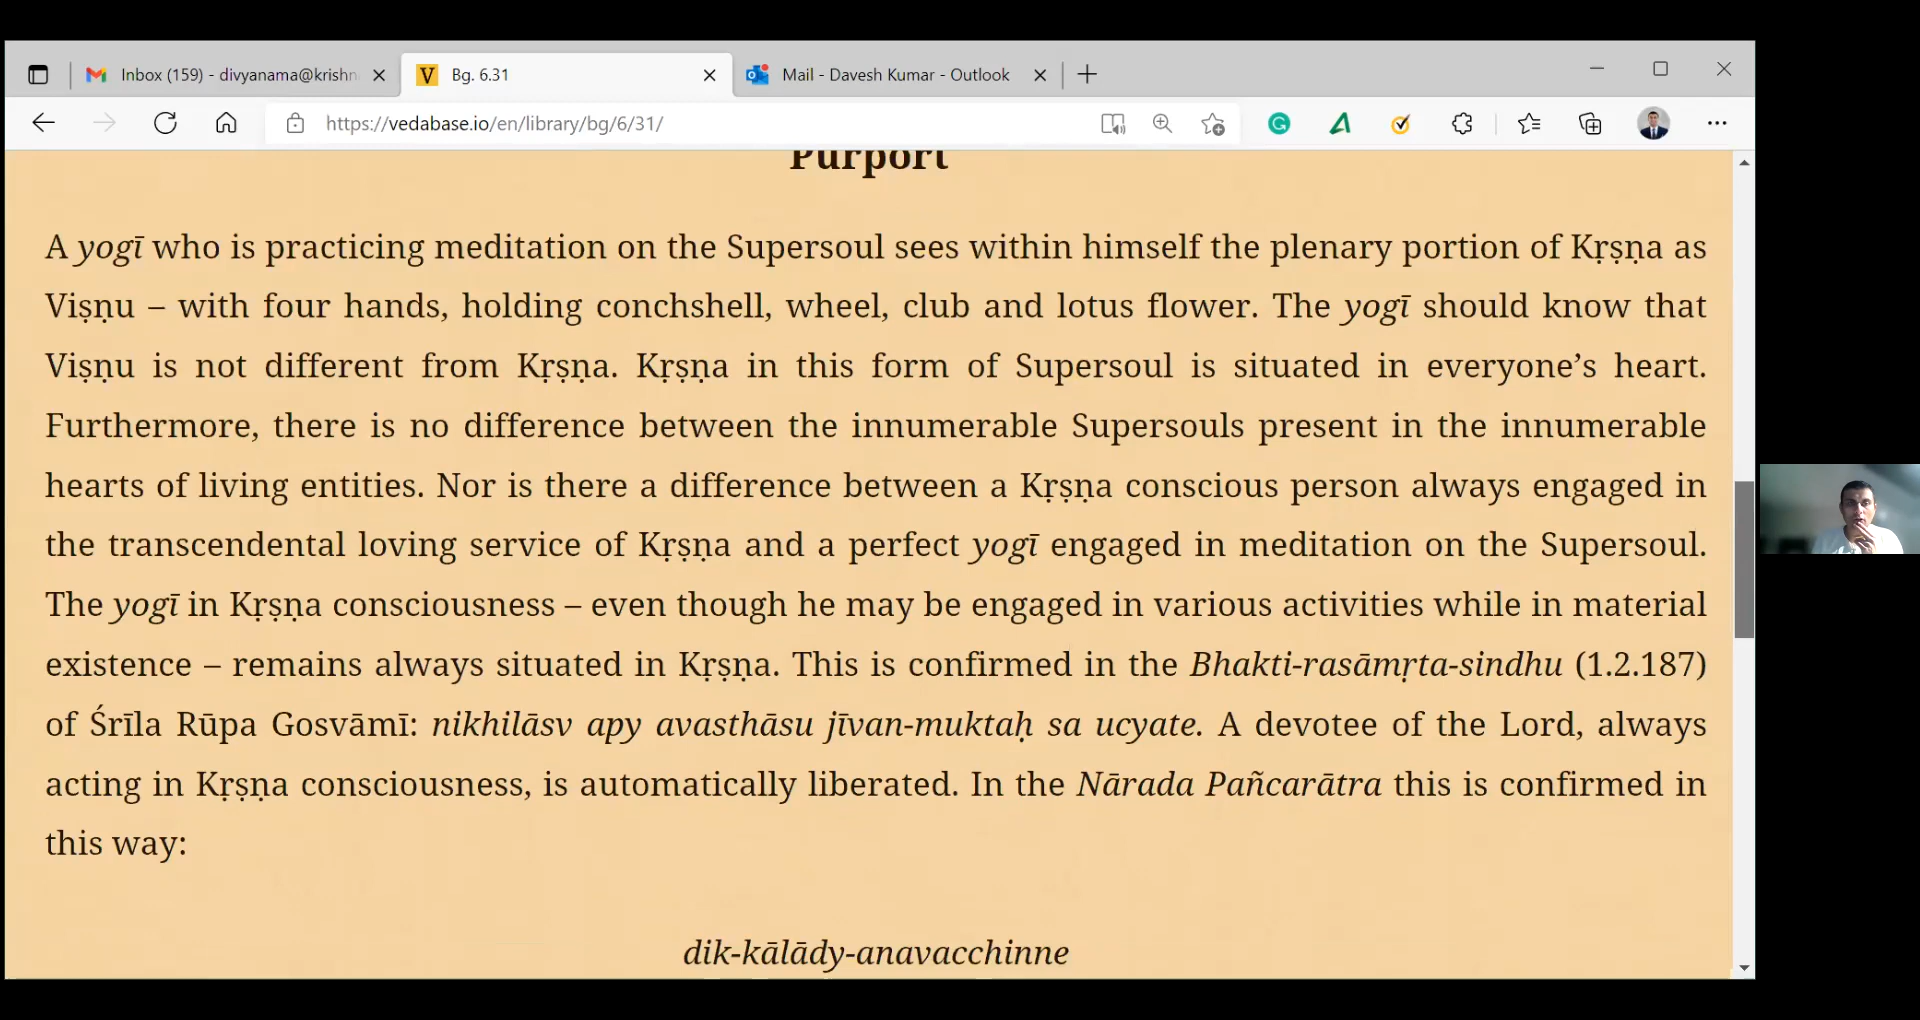 Inbox (159) - divyanama@krishn
Bg. 6.31
Mail - Davesh Kumar - Outlook
https://vedabase.io/en/library/bg/6/31/
Purport
A yogī who is practicing meditation on the Supersoul sees within himself the plenary portion of Kṛṣṇa as
Viṣṇu – with four hands, holding conchshell, wheel, club and lotus flower. The yogī should know that
Viṣṇu is not different from Kṛṣṇa. Kṛṣṇa in this form of Supersoul is situated in everyone’s heart.
Furthermore, there is no difference between the innumerable Supersouls present in the innumerable
hearts of living entities. Nor is there a difference between a Kṛṣṇa conscious person always engaged in
the transcendental loving service of Kṛṣṇa and a perfect yogī engaged in meditation on the Supersoul.
The yogī in Kṛṣṇa consciousness – even though he may be engaged in various activities while in material
existence – remains always situated in Kṛṣṇa. This is confirmed in the Bhakti-rasāmṛta-sindhu (1.2.187)
of Śrīla Rūpa Gosvāmī: nikhilāsv apy avasthāsu jīvan-muktaḥ sa ucyate. A devotee of the Lord, always
acting in Kṛṣṇa consciousness, is automatically liberated. In the Nārada Pañcarātra this is confirmed in
this way:
dik-kālādy-anavacchinne